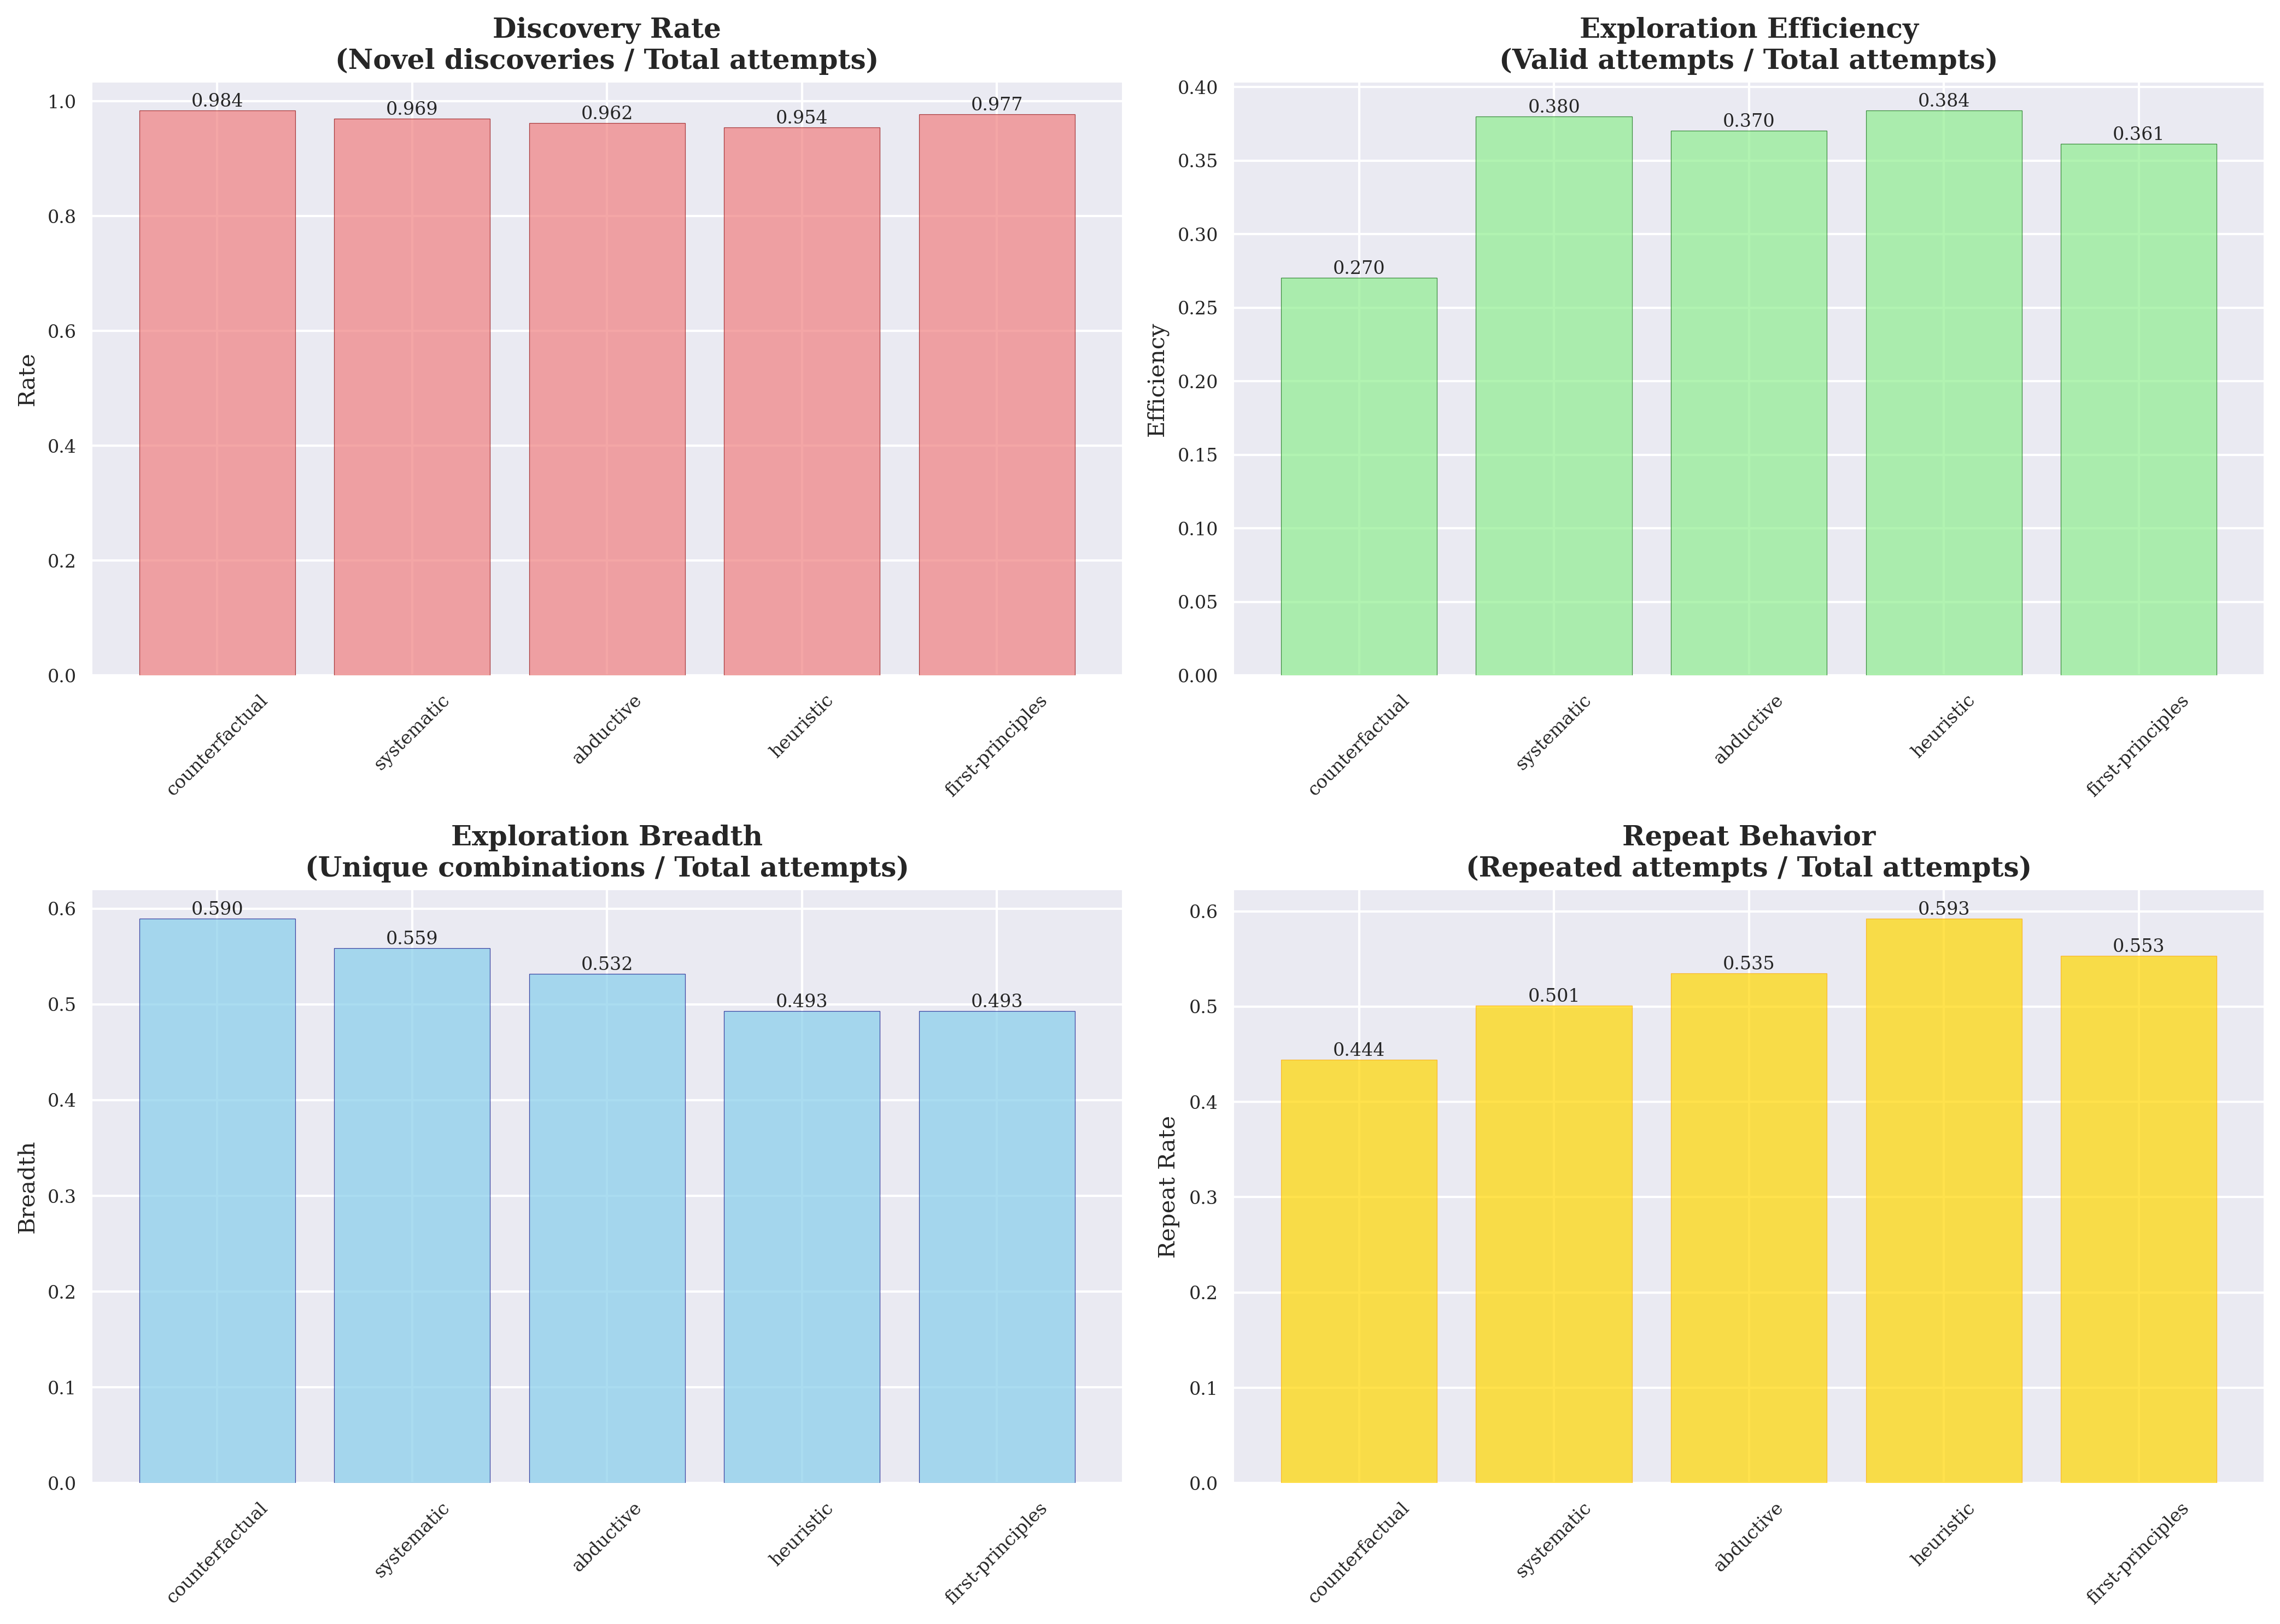 Discovery Rate
(Novel discoveries / Total attempts)
Rate
1.0
0.8
0.6
0.4
0.2
0.0
0.984
0.969
0.962
0.954
0.977
counterfactual
systematic
abductive
heuristic
first-principles
Exploration Efficiency
(Valid attempts / Total attempts)
Efficiency
0.40
0.35
0.30
0.25
0.20
0.15
0.10
0.05
0.00
0.270
0.380
0.370
0.384
0.361
counterfactual
systematic
abductive
heuristic
first-principles
Exploration Breadth
(Unique combinations / Total attempts)
Breadth
0.6
0.5
0.4
0.3
0.2
0.1
0.0
0.590
0.559
0.532
0.493
0.493
counterfactual
systematic
abductive
heuristic
first-principles
Repeat Behavior
(Repeated attempts / Total attempts)
Repeat Rate
0.6
0.5
0.4
0.3
0.2
0.1
0.0
0.444
0.501
0.535
0.593
0.553
counterfactual
systematic
abductive
heuristic
first-principles